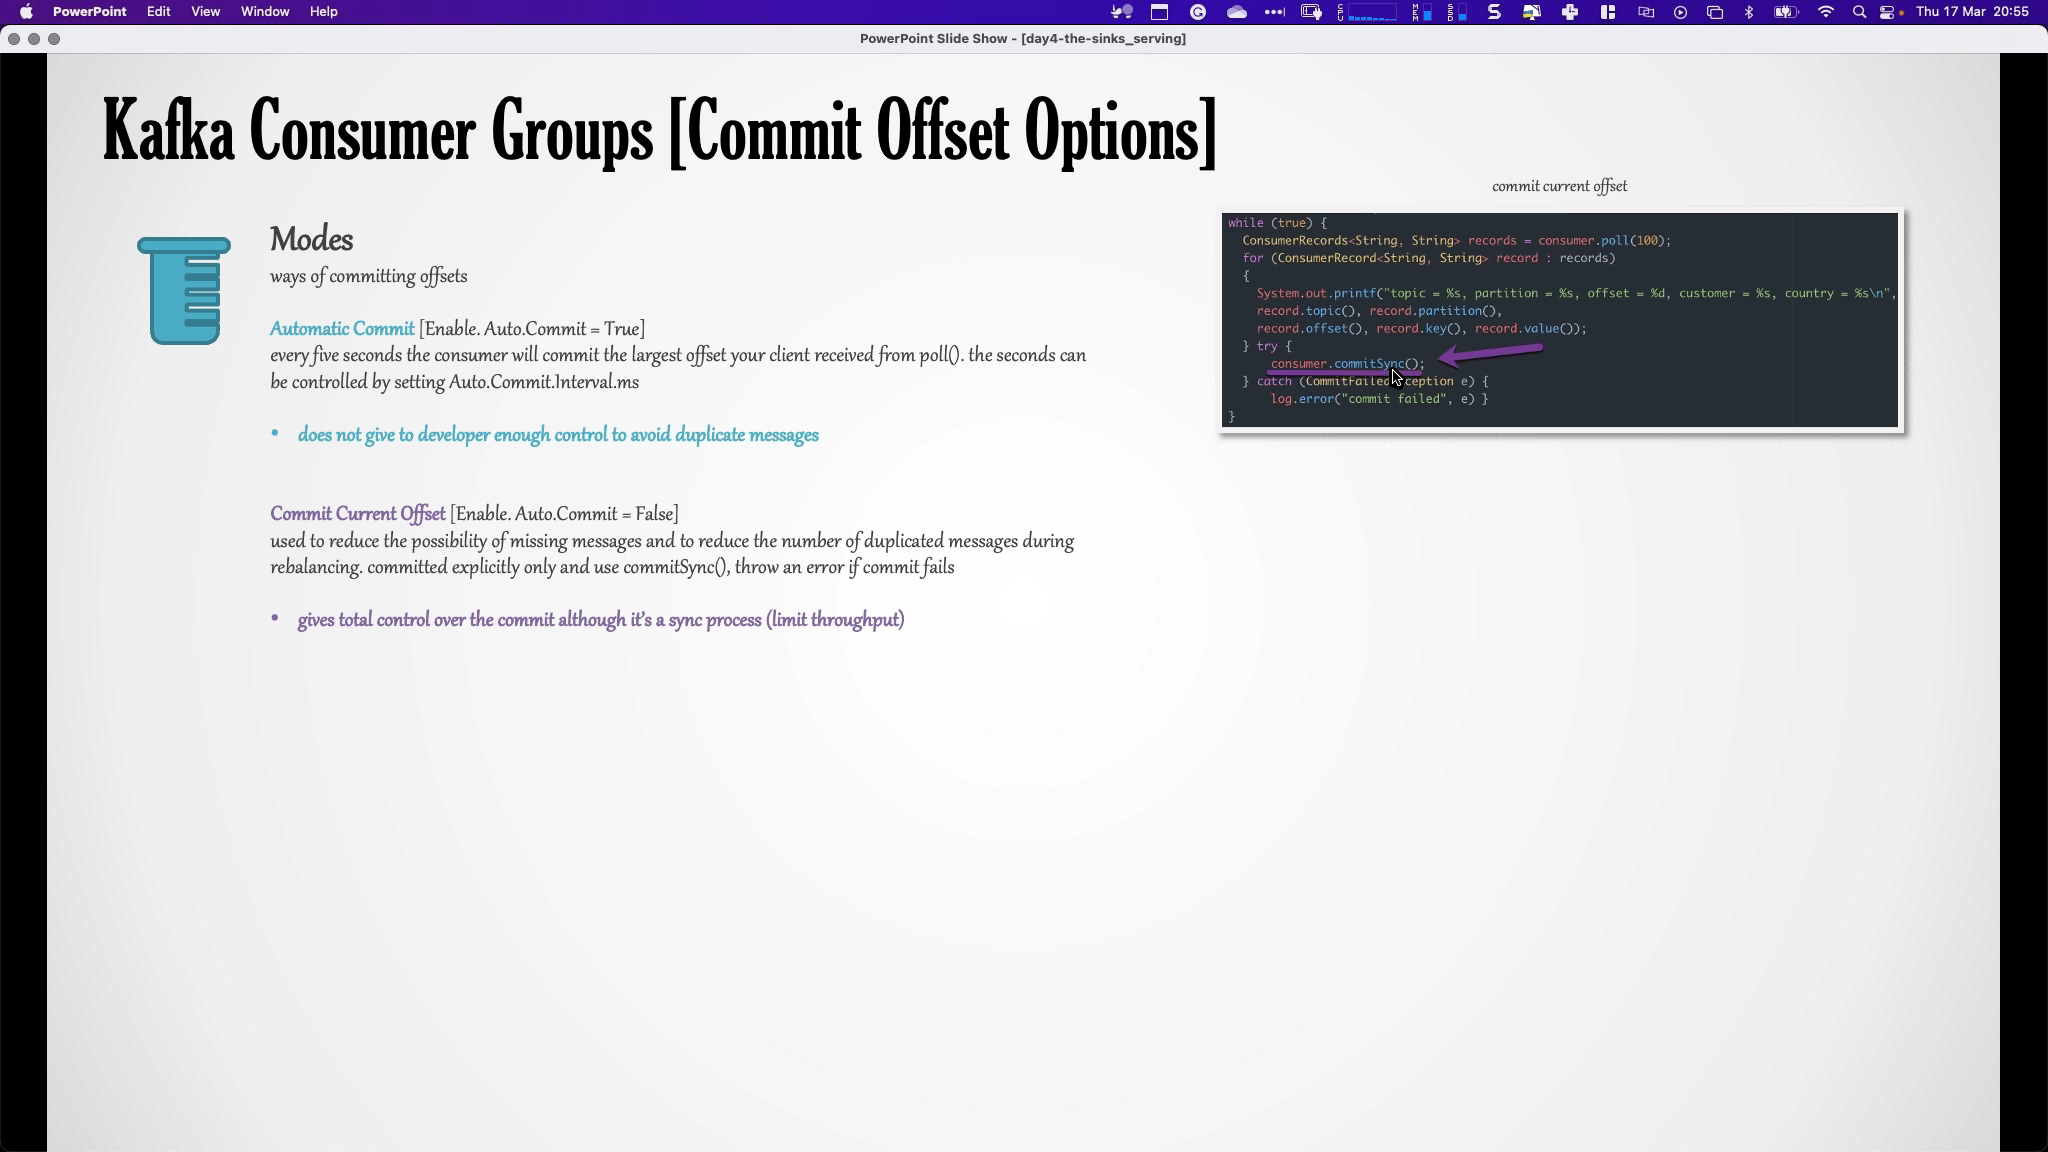 PowerPoint Edit View Window Help
CPU MEM SSD Thu 17 Mar 20:55
PowerPoint Slide Show - [day4-the-sinks_serving]
Kafka Consumer Groups [Commit Offset Options]
Modes
ways of committing offsets
Automatic Commit [Enable. Auto.Commit = True]
every five seconds the consumer will commit the largest offset your client received from poll(). the seconds can
be controlled by setting Auto.Commit.Interval.ms
• does not give to developer enough control to avoid duplicate messages
Commit Current Offset [Enable. Auto.Commit = False]
used to reduce the possibility of missing messages and to reduce the number of duplicated messages during
rebalancing. committed explicitly only and use commitSync(), throw an error if commit fails
• gives total control over the commit although it's a sync process (limit throughput)
commit current offset
while (true) {
ConsumerRecords<String, String> records = consumer.poll(100);
for (ConsumerRecord<String, String> record : records)
{
System.out.printf("topic = %s, partition = %s, offset = %d, customer = %s, country = %s\n",
record.topic(), record.partition(),
record.offset(), record.key(), record.value());
} try {
consumer.commitSync();
} catch (CommitFailedException e) {
log.error("commit failed", e) }
}